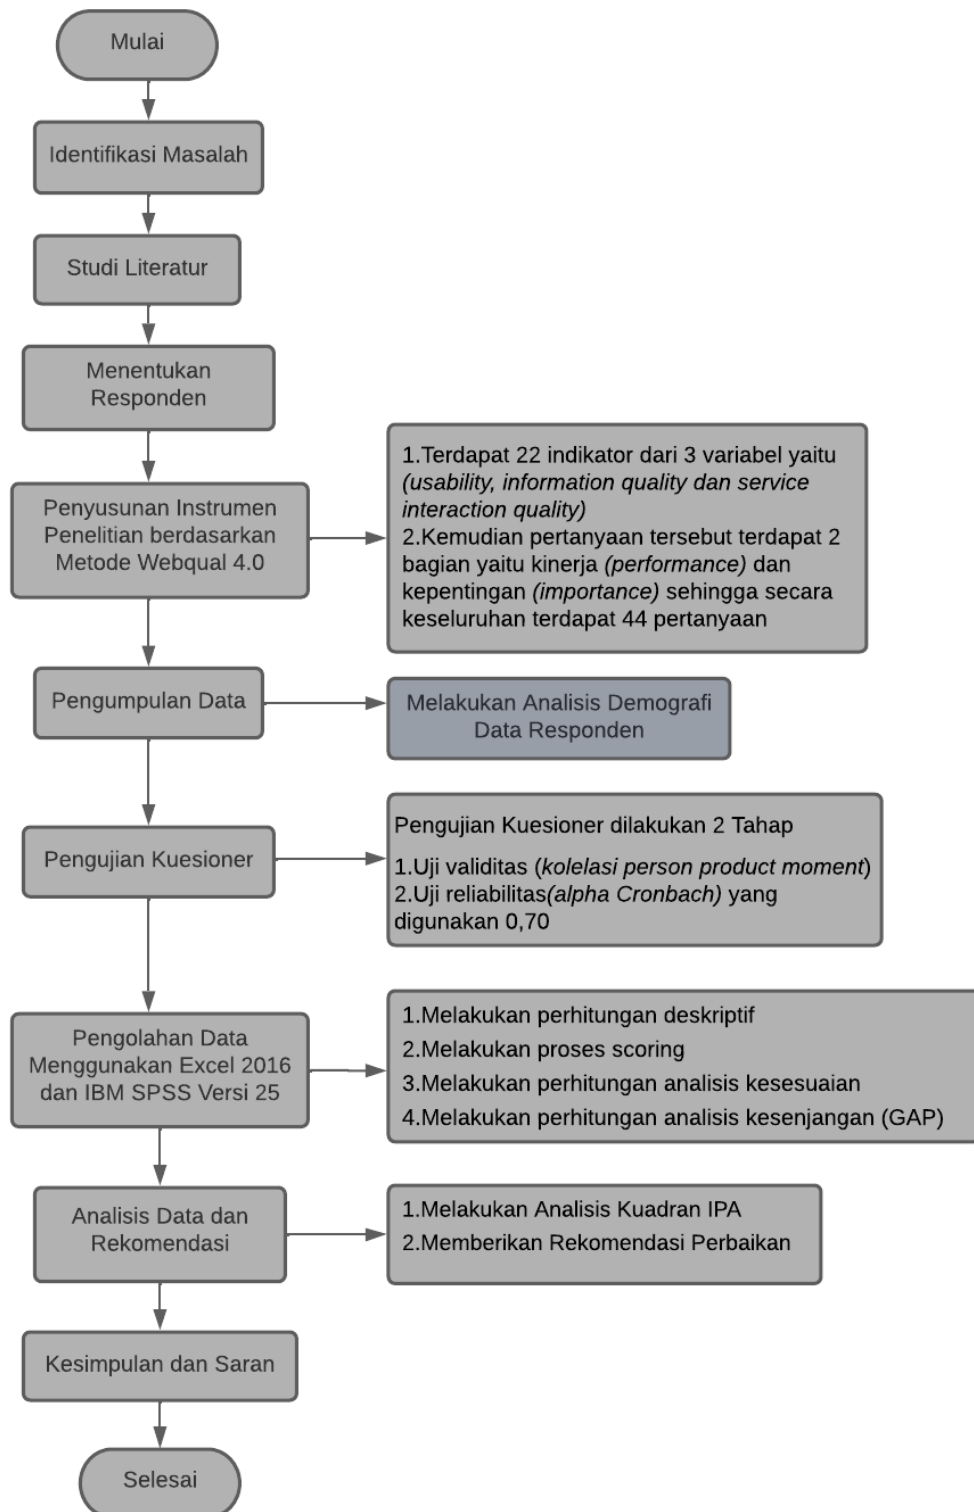 Mulai
Identifikasi Masalah
Studi Literatur
Menentukan
Responden
Penyusunan Instrumen
Penelitian berdasarkan
Metode Webqual 4.0
1.Terdapat 22 indikator dari 3 variabel yaitu
(usability, information quality dan service
interaction quality)
2.Kemudian pertanyaan tersebut terdapat 2
bagian yaitu kinerja (performance) dan
kepentingan (importance) sehingga secara
keseluruhan terdapat 44 pertanyaan
Pengumpulan Data
Melakukan Analisis Demografi
Data Responden
Pengujian Kuesioner
Pengujian Kuesioner dilakukan 2 Tahap
1.Uji validitas (kolelasi person product moment)
2.Uji reliabilitas(alpha Cronbach) yang
digunakan 0,70
Pengolahan Data
Menggunakan Excel 2016
dan IBM SPSS Versi 25
1.Melakukan perhitungan deskriptif
2.Melakukan proses scoring
3.Melakukan perhitungan analisis kesesuaian
4.Melakukan perhitungan analisis kesenjangan (GAP)
Analisis Data dan
Rekomendasi
1.Melakukan Analisis Kuadran IPA
2.Memberikan Rekomendasi Perbaikan
Kesimpulan dan Saran
Selesai